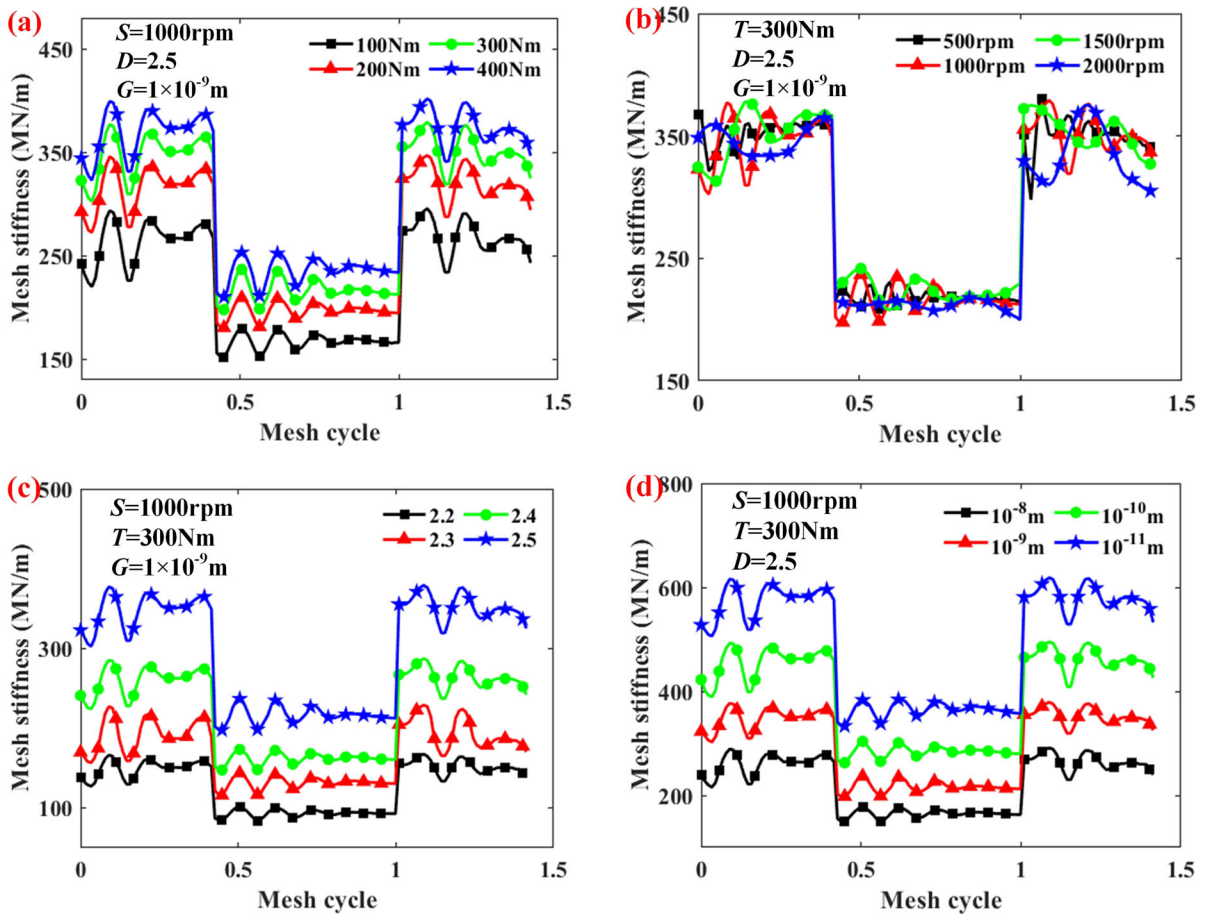 (a)
S=1000rpm
D=2.5
G=1×10⁻⁹m
100Nm 300Nm
200Nm 400Nm
450
350
250
150
0 0.5 1 1.5
Mesh stiffness (MN/m)
Mesh cycle
(b)
T=300Nm
D=2.5
G=1×10⁻⁹m
500rpm 1500rpm
1000rpm 2000rpm
450
350
250
150
0 0.5 1 1.5
Mesh stiffness (MN/m)
Mesh cycle
(c)
S=1000rpm
T=300Nm
G=1×10⁻⁹m
2.2 2.4
2.3 2.5
500
300
100
0 0.5 1 1.5
Mesh stiffness (MN/m)
Mesh cycle
(d)
S=1000rpm
T=300Nm
D=2.5
10⁻⁸m 10⁻¹⁰m
10⁻⁹m 10⁻¹¹m
800
600
400
200
0 0.5 1 1.5
Mesh stiffness (MN/m)
Mesh cycle